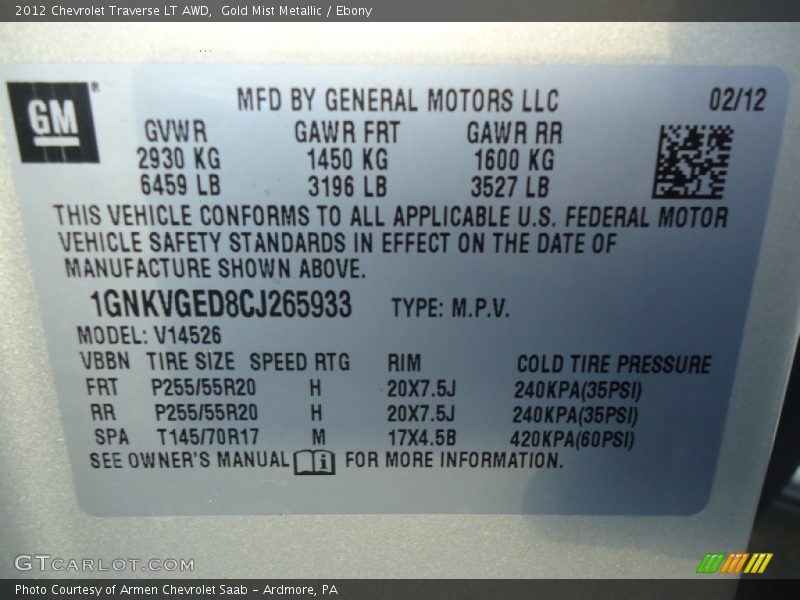 2012 Chevrolet Traverse LT AWD,  Gold Mist Metallic / Ebony
GM®
MFD BY GENERAL MOTORS LLC 02/12
GVWR GAWR FRT GAWR RR
2930 KG 1450 KG 1600 KG
6459 LB 3196 LB 3527 LB
THIS VEHICLE CONFORMS TO ALL APPLICABLE U.S. FEDERAL MOTOR
VEHICLE SAFETY STANDARDS IN EFFECT ON THE DATE OF
MANUFACTURE SHOWN ABOVE.
1GNKVGED8CJ265933 TYPE: M.P.V.
MODEL: V14526
VBBN TIRE SIZE SPEED RTG RIM COLD TIRE PRESSURE
FRT P255/55R20 H 20X7.5J 240KPA(35PSI)
RR P255/55R20 H 20X7.5J 240KPA(35PSI)
SPA T145/70R17 M 17X4.5B 420KPA(60PSI)
SEE OWNER'S MANUAL i FOR MORE INFORMATION.
GTCARLOT.COM
Photo Courtesy of Armen Chevrolet Saab - Ardmore, PA